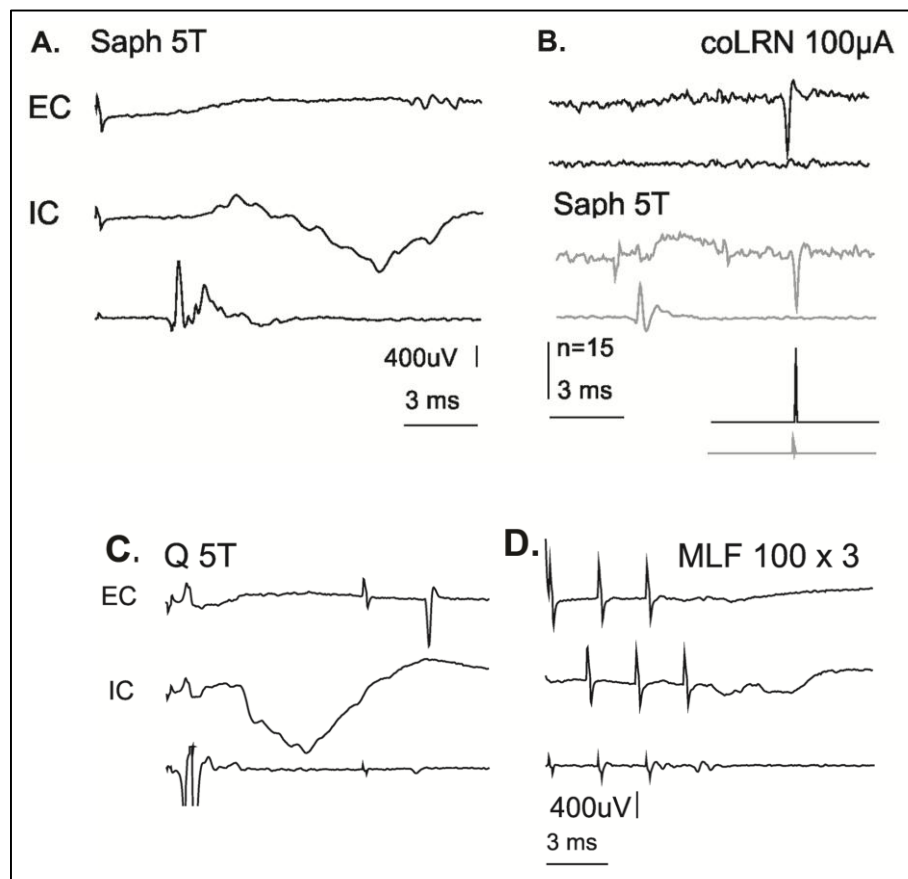 A. Saph 5T
EC
IC
400uV
3 ms
B. coLRN 100µA
Saph 5T
n=15
3 ms
C. Q 5T
EC
IC
D. MLF 100 x 3
400uV
3 ms